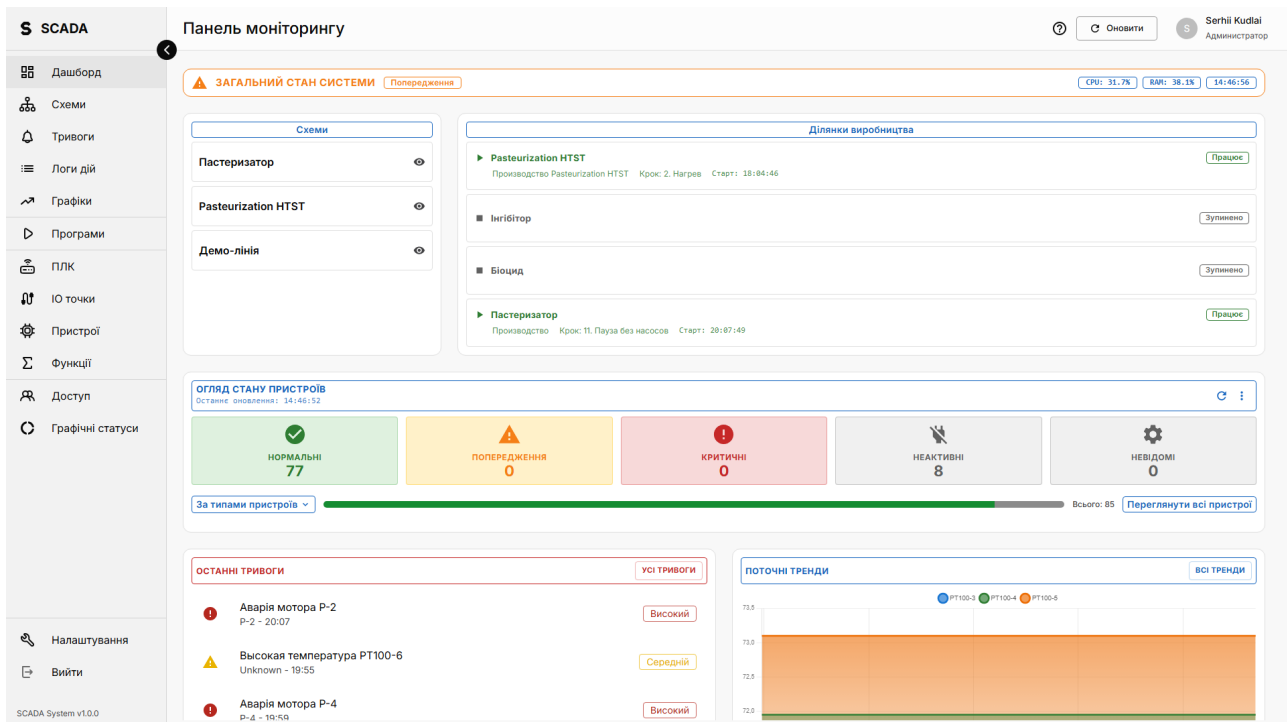 SCADA
Панель моніторингу
Оновити
S
Serhii Kudlai
Администратор
Дашборд
Схеми
Тривоги
Логи дій
Графіки
Програми
ПЛК
IO точки
Пристрої
Функції
Доступ
Графічні статуси
Налаштування
Вийти
SCADA System v1.0.0
ЗАГАЛЬНИЙ СТАН СИСТЕМИ Попередження
CPU: 31.7% RAM: 38.1% 14:46:56
Схеми
Пастеризатор
Pasteurization HTST
Демо-лінія
Ділянки виробництва
Pasteurization HTST Працює
Производство Pasteurization HTST Крок: 2. Нагрев Старт: 18:04:46
Інгібітор Зупинено
Біоцид Зупинено
Пастеризатор Працює
Производство Крок: 11. Пауза без насосов Старт: 20:07:49
ОГЛЯД СТАНУ ПРИСТРОЇВ
Останнє оновлення: 14:46:52
НОРМАЛЬНІ
77
ПОПЕРЕДЖЕННЯ
0
КРИТИЧНІ
0
НЕАКТИВНІ
8
НЕВІДОМІ
0
За типами пристроїв Всього: 85 Переглянути всі пристрої
ОСТАННІ ТРИВОГИ УСІ ТРИВОГИ
Аварія мотора P-2
P-2 - 20:07
Високий
Высокая температура PT100-6
Unknown - 19:55
Середній
Аварія мотора P-4
P-4 - 19:59
Високий
ПОТОЧНІ ТРЕНДИ ВСІ ТРЕНДИ
PT100-3 PT100-4 PT100-6
73,5
73,0
72,5
72,0